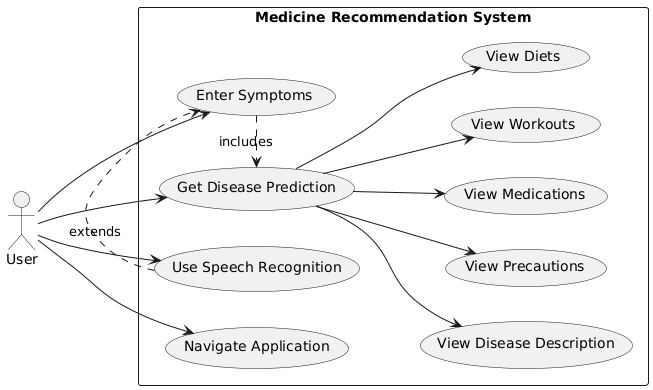 Medicine Recommendation System
View Diets
Enter Symptoms
View Workouts
includes
Get Disease Prediction
View Medications
extends
User
Use Speech Recognition
View Precautions
Navigate Application
View Disease Description